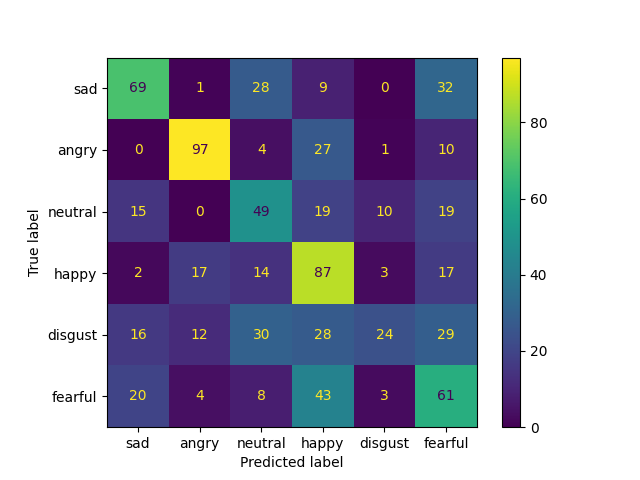 sad 69 1 28 9 0 32
angry 0 97 4 27 1 10
neutral 15 0 49 19 10 19
happy 2 17 14 87 3 17
disgust 16 12 30 28 24 29
fearful 20 4 8 43 3 61
sad angry neutral happy disgust fearful
Predicted label
True label
80
60
40
20
0